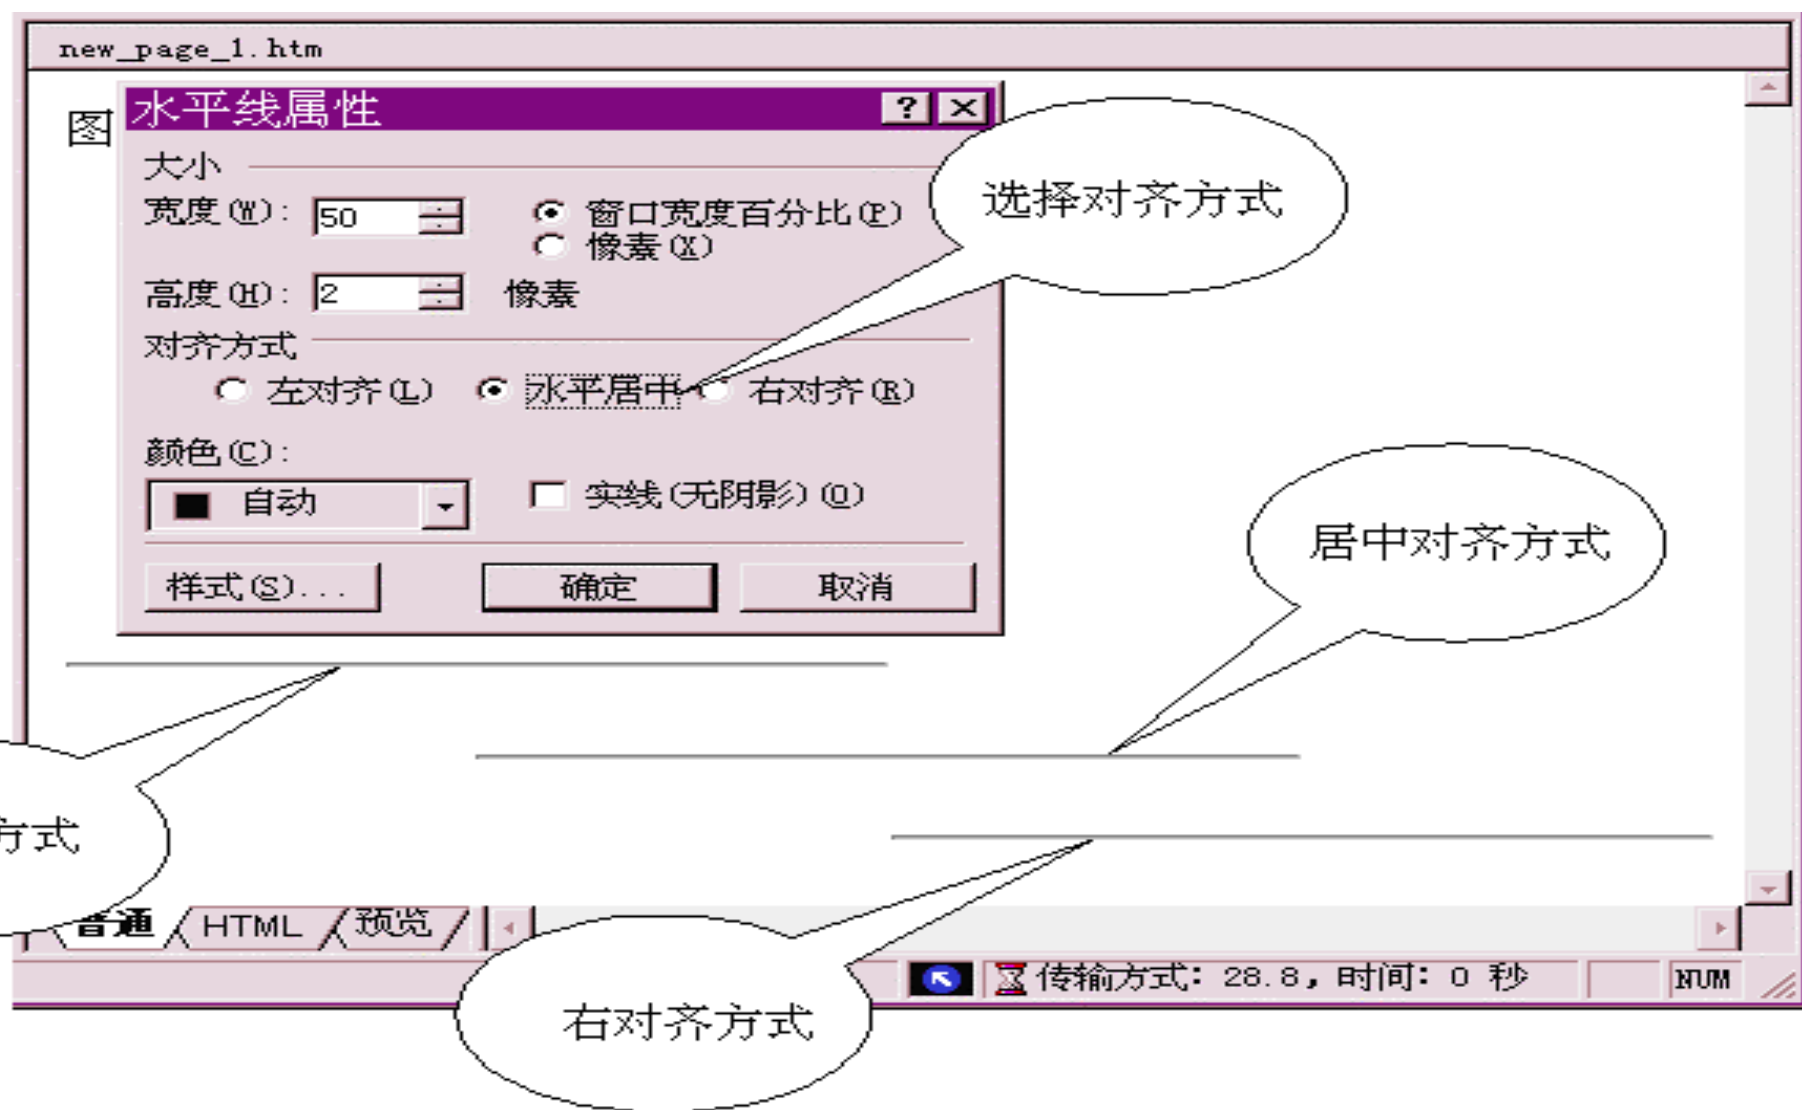 new_page_1.htm
图
水平线属性
大小
宽度(W): 50
窗口宽度百分比(P)
像素(X)
高度(H): 2 像素
对齐方式
左对齐(L) 水平居中 右对齐(R)
颜色(C):
自动
实线(无阴影)(O)
样式(S)... 确定 取消
选择对齐方式
居中对齐方式
方式
右对齐方式
普通 HTML 预览
传输方式: 28.8, 时间: 0 秒 NUM